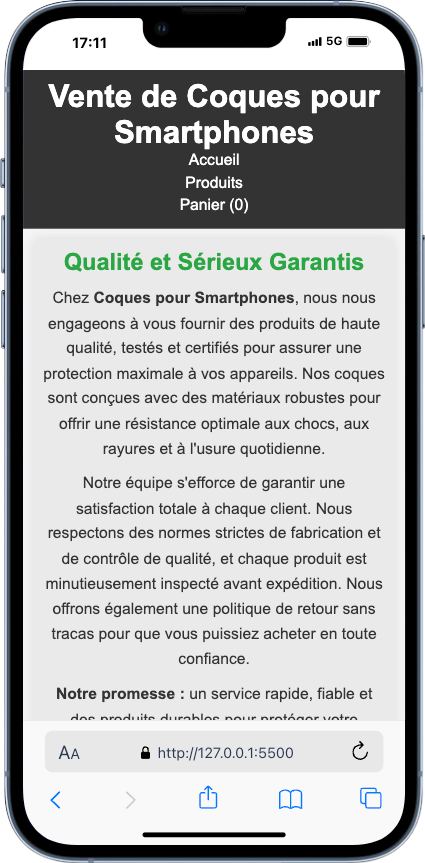 17:11
5G
Vente de Coques pour
Smartphones
Accueil
Produits
Panier (0)
Qualité et Sérieux Garantis
Chez Coques pour Smartphones, nous nous
engageons à vous fournir des produits de haute
qualité, testés et certifiés pour assurer une
protection maximale à vos appareils. Nos coques
sont conçues avec des matériaux robustes pour
offrir une résistance optimale aux chocs, aux
rayures et à l'usure quotidienne.
Notre équipe s'efforce de garantir une
satisfaction totale à chaque client. Nous
respectons des normes strictes de fabrication et
de contrôle de qualité, et chaque produit est
minutieusement inspecté avant expédition. Nous
offrons également une politique de retour sans
tracas pour que vous puissiez acheter en toute
confiance.
Notre promesse : un service rapide, fiable et
des produits durables pour protéger votre
AA
http://127.0.0.1:5500